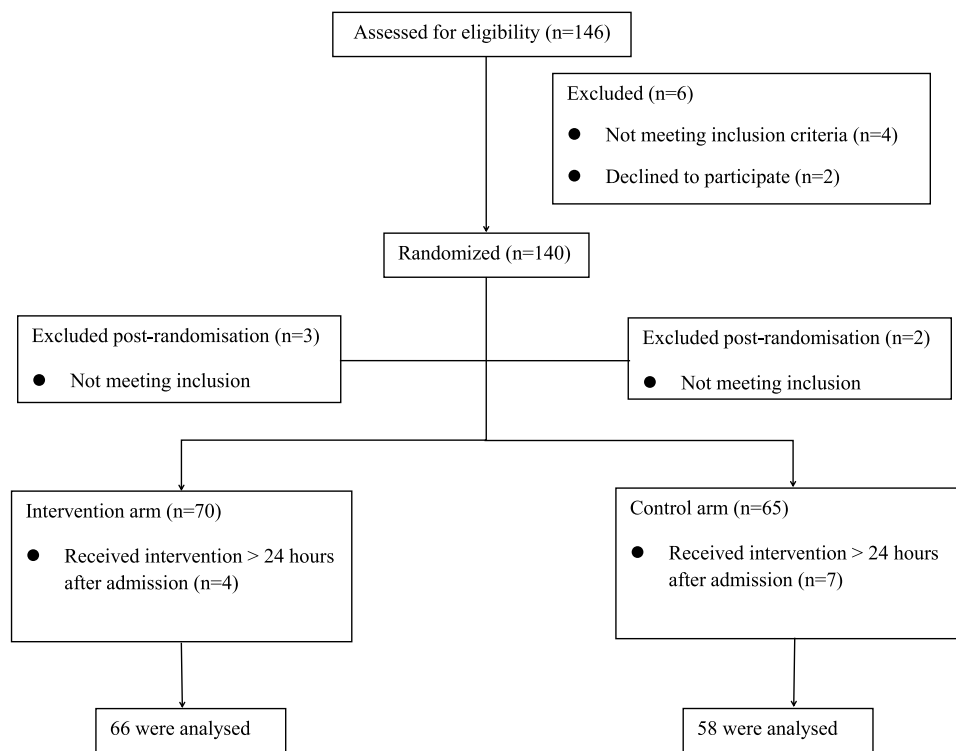 Assessed for eligibility (n=146)
Excluded (n=6)
● Not meeting inclusion criteria (n=4)
● Declined to participate (n=2)
Randomized (n=140)
Excluded post-randomisation (n=3)
● Not meeting inclusion
Excluded post-randomisation (n=2)
● Not meeting inclusion
Intervention arm (n=70)
● Received intervention > 24 hours
after admission (n=4)
Control arm (n=65)
● Received intervention > 24 hours
after admission (n=7)
66 were analysed
58 were analysed